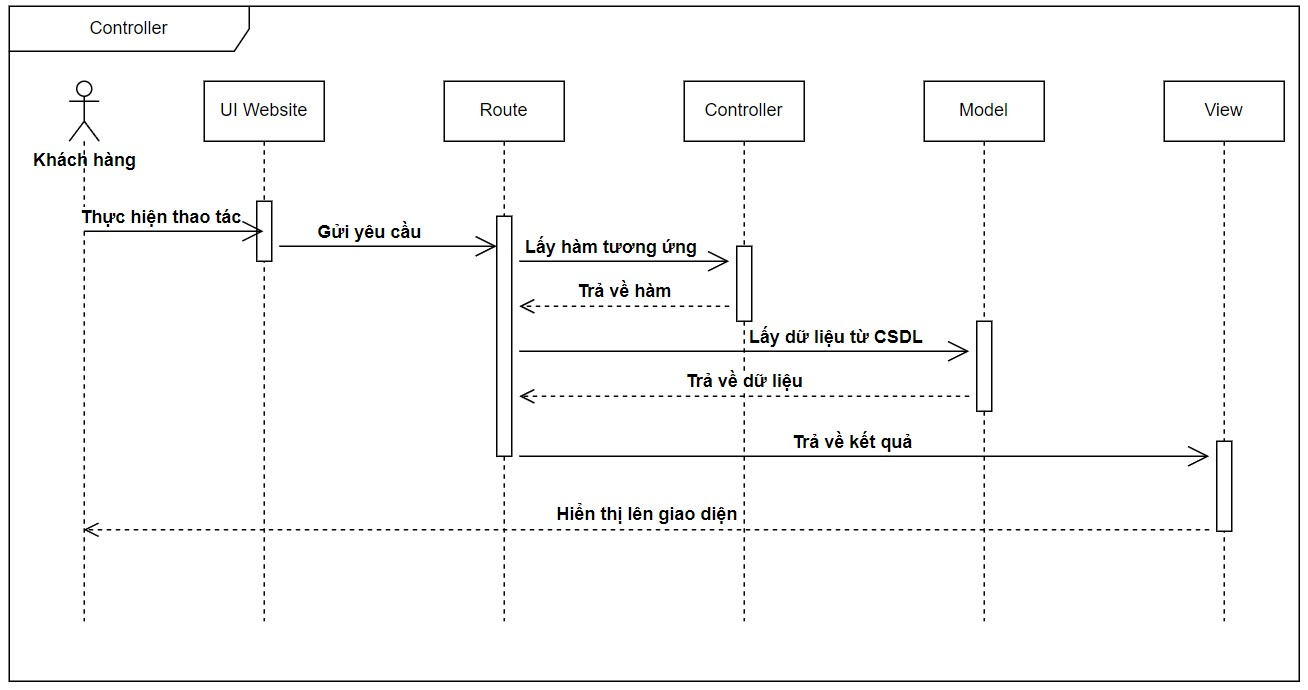 Controller
UI Website
Route
Controller
Model
View
Khách hàng
Thực hiện thao tác
Gửi yêu cầu
Lấy hàm tương ứng
Trả về hàm
Lấy dữ liệu từ CSDL
Trả về dữ liệu
Trả về kết quả
Hiển thị lên giao diện